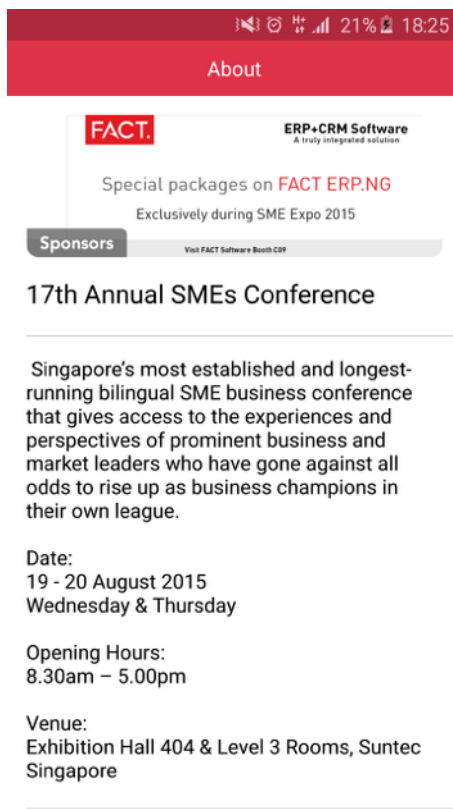 21% 18:25
About
FACT.
ERP+CRM Software
A truly integrated solution
Special packages on FACT ERP.NG
Exclusively during SME Expo 2015
Sponsors
Visit FACT Software Booth C09
17th Annual SMEs Conference
Singapore's most established and longest-
running bilingual SME business conference
that gives access to the experiences and
perspectives of prominent business and
market leaders who have gone against all
odds to rise up as business champions in
their own league.
Date:
19 - 20 August 2015
Wednesday & Thursday
Opening Hours:
8.30am – 5.00pm
Venue:
Exhibition Hall 404 & Level 3 Rooms, Suntec
Singapore